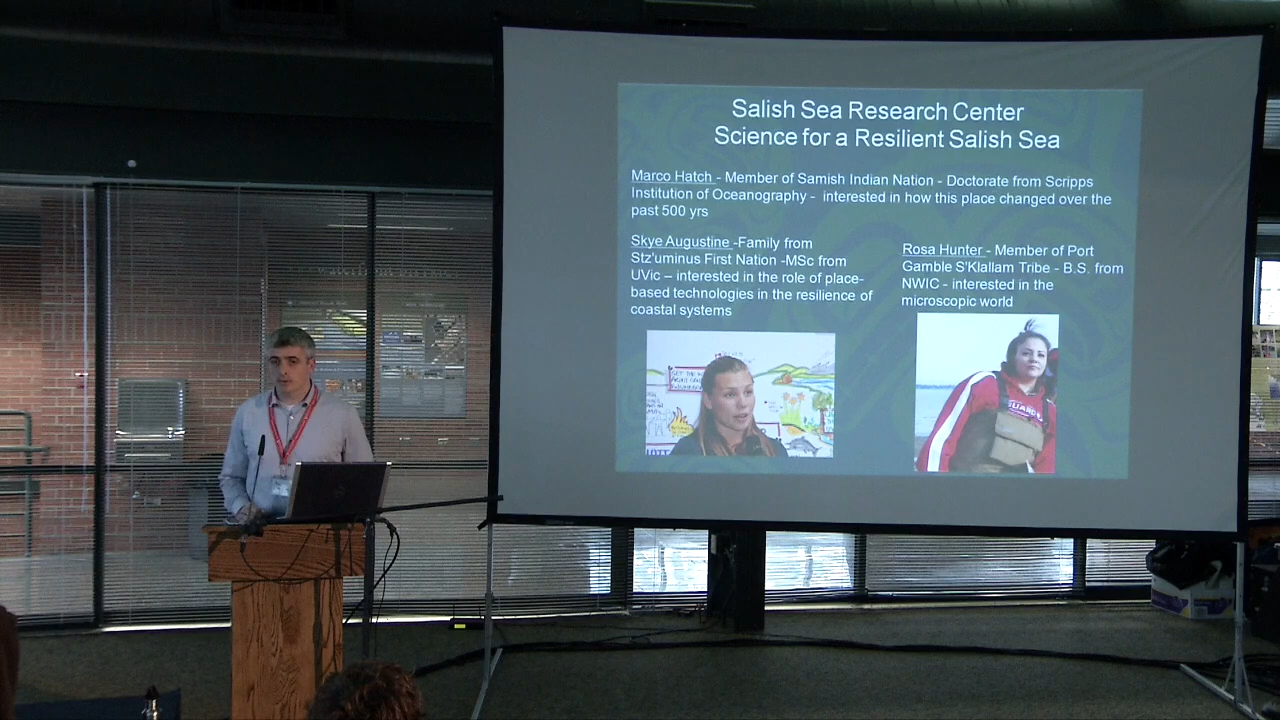 Salish Sea Research Center
Science for a Resilient Salish Sea
Marco Hatch - Member of Samish Indian Nation - Doctorate from Scripps
Institution of Oceanography - interested in how this place changed over the
past 500 yrs
Skye Augustine -Family from
Stz'uminus First Nation -MSc from
UVic – interested in the role of place-
based technologies in the resilience of
coastal systems
Rosa Hunter - Member of Port
Gamble S'Klallam Tribe - B.S. from
NWIC - interested in the
microscopic world